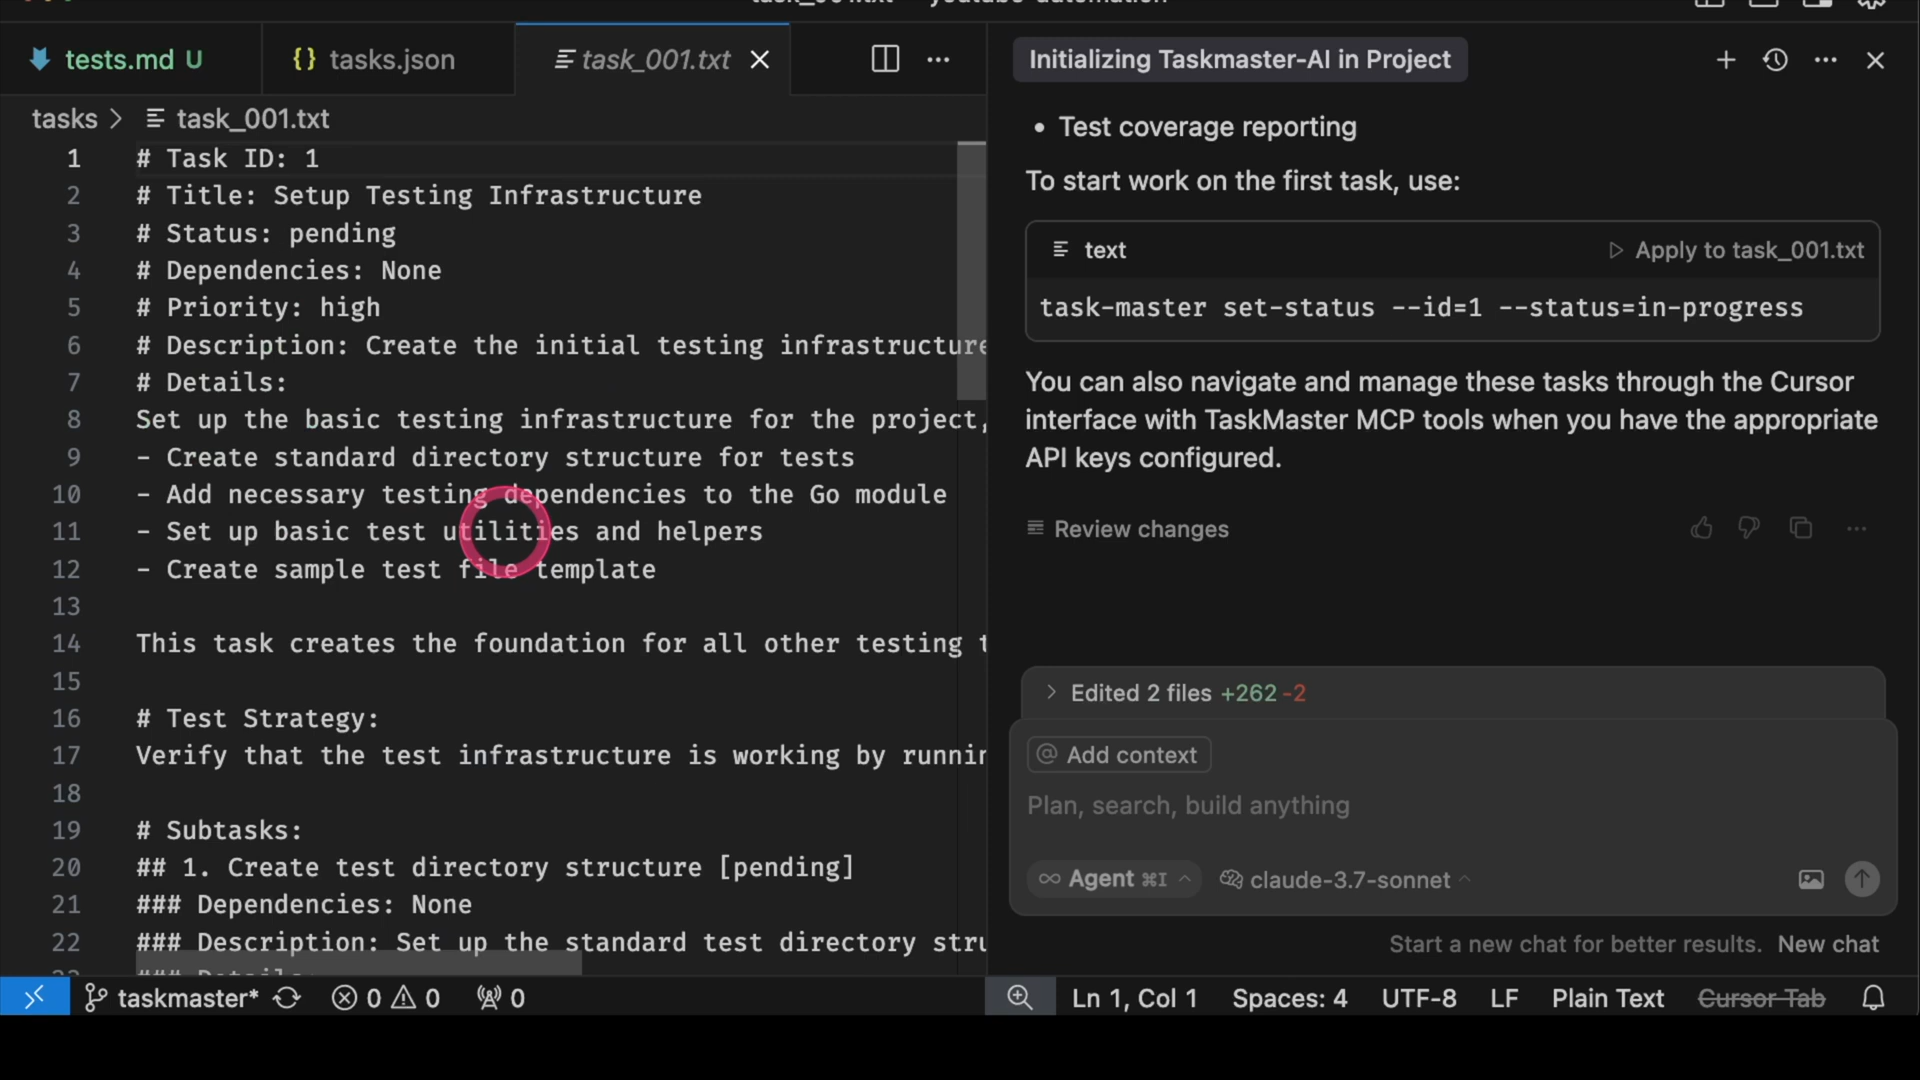 tests.md U
{} tasks.json
task_001.txt
Initializing Taskmaster-AI in Project
tasks > task_001.txt
1 # Task ID: 1
2 # Title: Setup Testing Infrastructure
3 # Status: pending
4 # Dependencies: None
5 # Priority: high
6 # Description: Create the initial testing infrastructure
7 # Details:
8 Set up the basic testing infrastructure for the project,
9 - Create standard directory structure for tests
10 - Add necessary testing dependencies to the Go module
11 - Set up basic test utilities and helpers
12 - Create sample test file template
13
14 This task creates the foundation for all other testing t
15
16 # Test Strategy:
17 Verify that the test infrastructure is working by runnin
18
19 # Subtasks:
20 ## 1. Create test directory structure [pending]
21 ### Dependencies: None
22 ### Description: Set up the standard test directory stru
• Test coverage reporting
To start work on the first task, use:
text
Apply to task_001.txt
task-master set-status --id=1 --status=in-progress
You can also navigate and manage these tasks through the Cursor
interface with TaskMaster MCP tools when you have the appropriate
API keys configured.
Review changes
Edited 2 files +262 -2
@ Add context
Plan, search, build anything
Agent ⌘I
claude-3.7-sonnet
Start a new chat for better results. New chat
taskmaster* 0 0 0
Ln 1, Col 1 Spaces: 4 UTF-8 LF Plain Text Cursor Tab